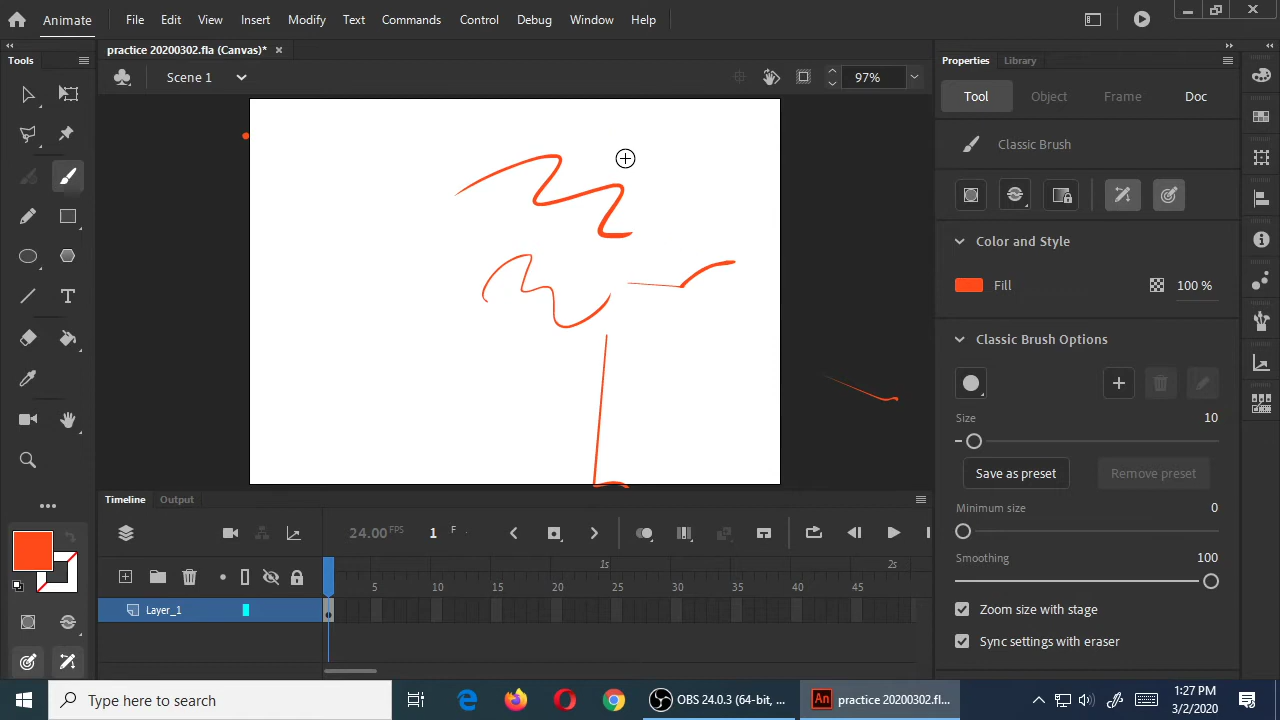 Animate File Edit View Insert Modify Text Commands Control Debug Window Help
practice 20200302.fla (Canvas)*
Tools Properties Library
Scene 1 97%
Tool Object Frame Doc
Classic Brush
Color and Style
Fill 100 %
Classic Brush Options
Size 10
Save as preset Remove preset
Timeline Output
Minimum size 0
24.00 FPS 1 F
Smoothing 100
1s 2s
5 10 15 20 25 30 35 40 45
Layer_1
Zoom size with stage
Sync settings with eraser
Type here to search
OBS 24.0.3 (64-bit, ...
An practice 20200302.fl...
1:27 PM
3/2/2020